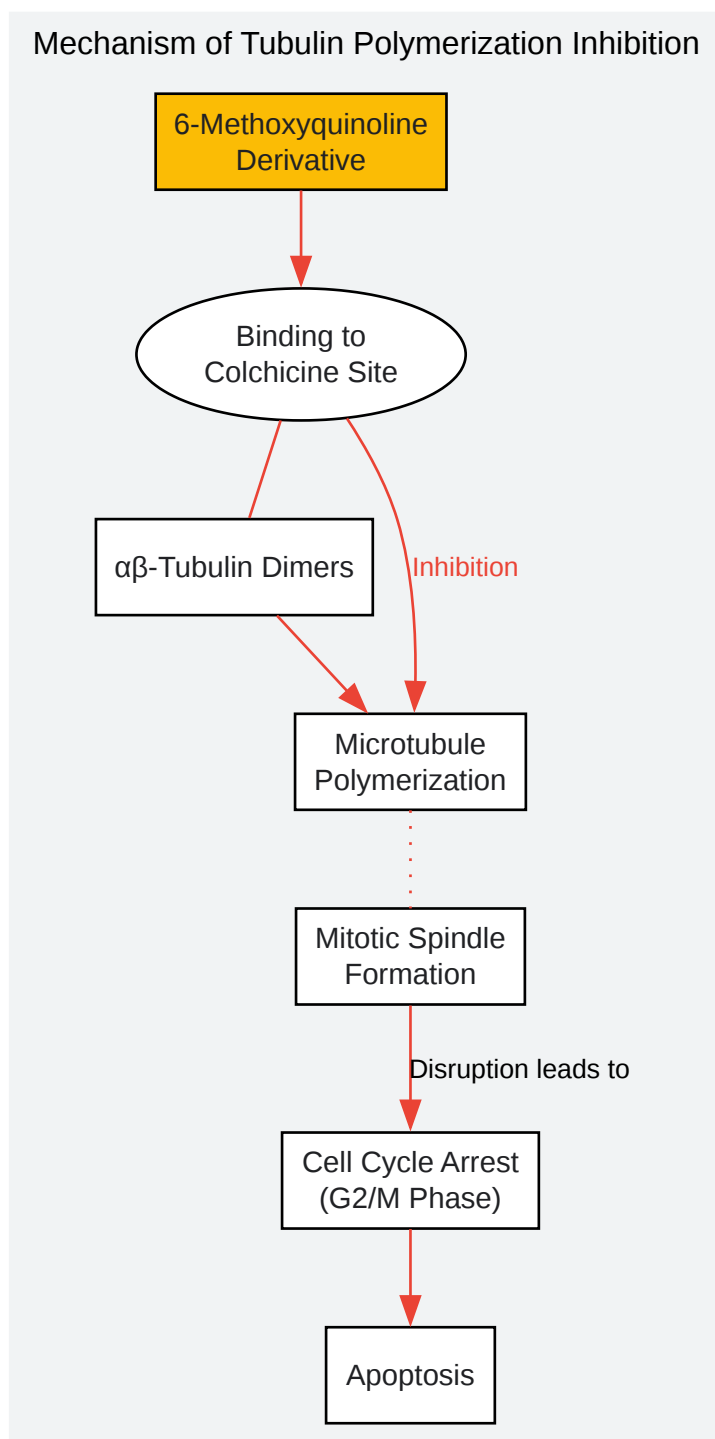 Mechanism of Tubulin Polymerization Inhibition
6-Methoxyquinoline
Derivative
Binding to
Colchicine Site
αβ-Tubulin Dimers
Inhibition
Microtubule
Polymerization
Mitotic Spindle
Formation
Disruption leads to
Cell Cycle Arrest
(G2/M Phase)
Apoptosis